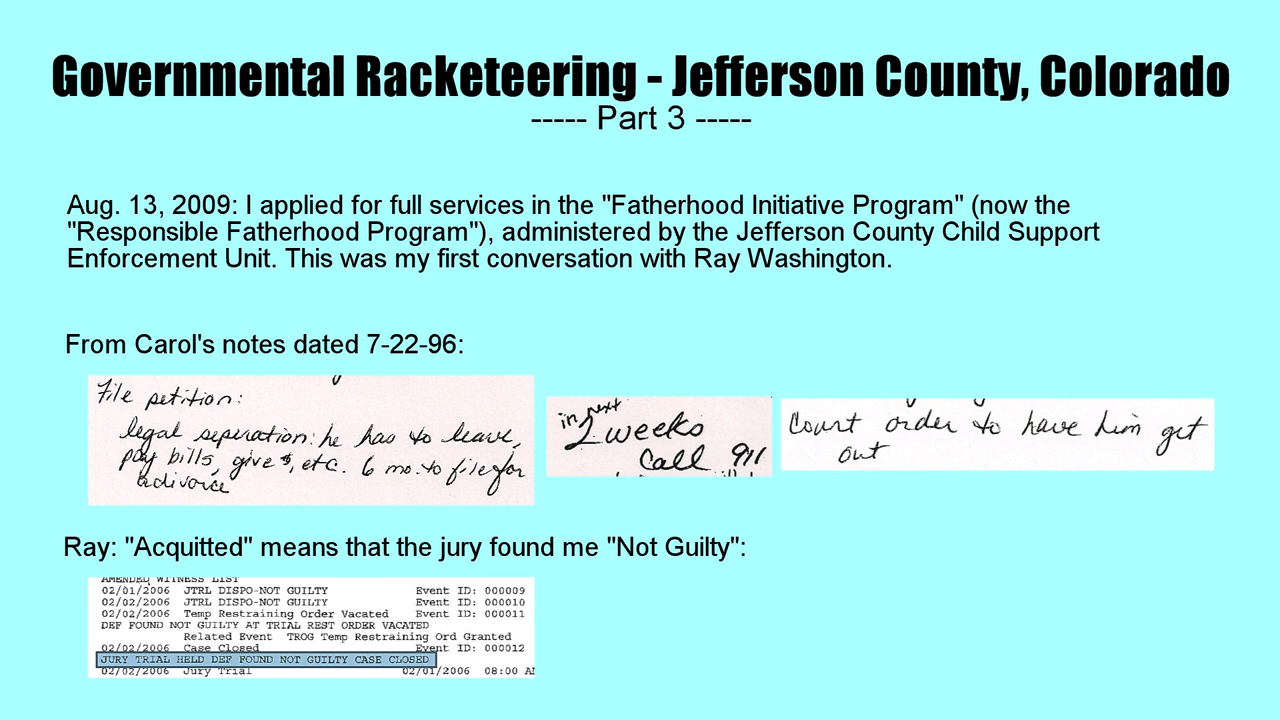 Governmental Racketeering - Jefferson County, Colorado
----- Part 3 -----
Aug. 13, 2009: I applied for full services in the "Fatherhood Initiative Program" (now the
"Responsible Fatherhood Program"), administered by the Jefferson County Child Support
Enforcement Unit. This was my first conversation with Ray Washington.
From Carol's notes dated 7-22-96:
File petition:
legal seperation: he has to leave,
pay bills, give $, etc. 6 mo. to file for
a divorce
in next
2 weeks
Call 911
Court order to have him get
out
Ray: "Acquitted" means that the jury found me "Not Guilty":
AMENDED WITNESS LIST
02/01/2006 JTRL DISPO-NOT GUILTY Event ID: 000009
02/02/2006 JTRL DISPO-NOT GUILTY Event ID: 000010
02/02/2006 Temp Restraining Order Vacated Event ID: 000011
DEF FOUND NOT GUILTY AT TRIAL REST ORDER VACATED
Related Event TROG Temp Restraining Ord Granted
02/02/2006 Case Closed Event ID: 000012
JURY TRIAL HELD DEF FOUND NOT GUILTY CASE CLOSED
02/02/2006 Jury Trial 02/01/2006 08:00 AM